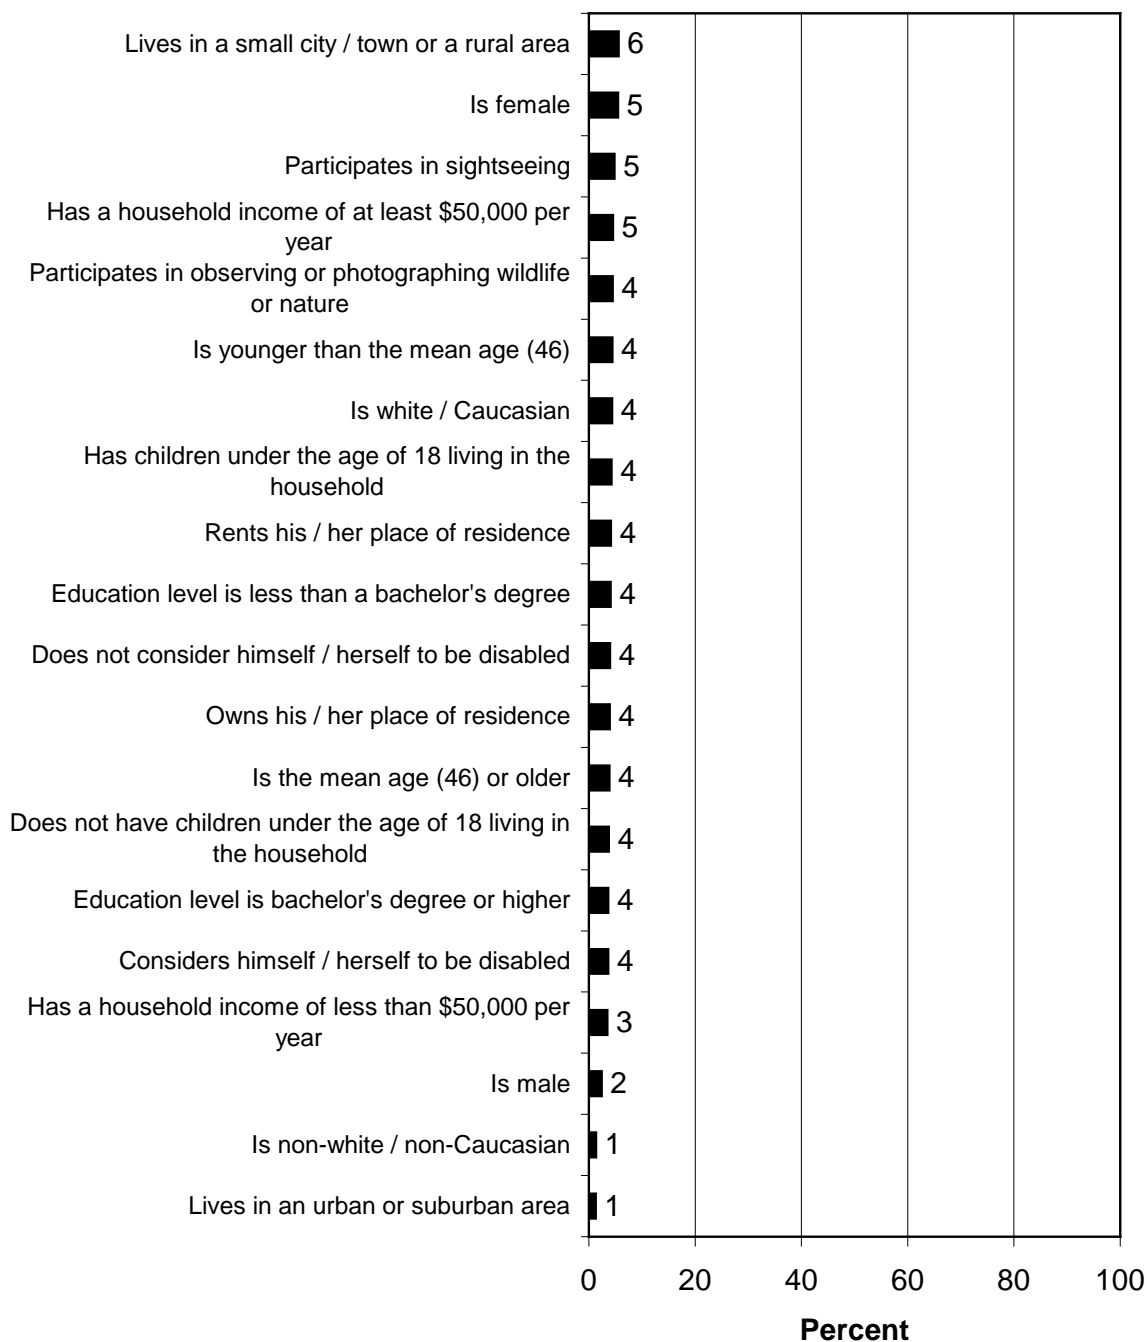 Lives in a small city / town or a rural area 6
Is female 5
Participates in sightseeing 5
Has a household income of at least $50,000 per
year 5
Participates in observing or photographing wildlife
or nature 4
Is younger than the mean age (46) 4
Is white / Caucasian 4
Has children under the age of 18 living in the
household 4
Rents his / her place of residence 4
Education level is less than a bachelor's degree 4
Does not consider himself / herself to be disabled 4
Owns his / her place of residence 4
Is the mean age (46) or older 4
Does not have children under the age of 18 living in
the household 4
Education level is bachelor's degree or higher 4
Considers himself / herself to be disabled 4
Has a household income of less than $50,000 per
year 3
Is male 2
Is non-white / non-Caucasian 1
Lives in an urban or suburban area 1
0 20 40 60 80 100
Percent